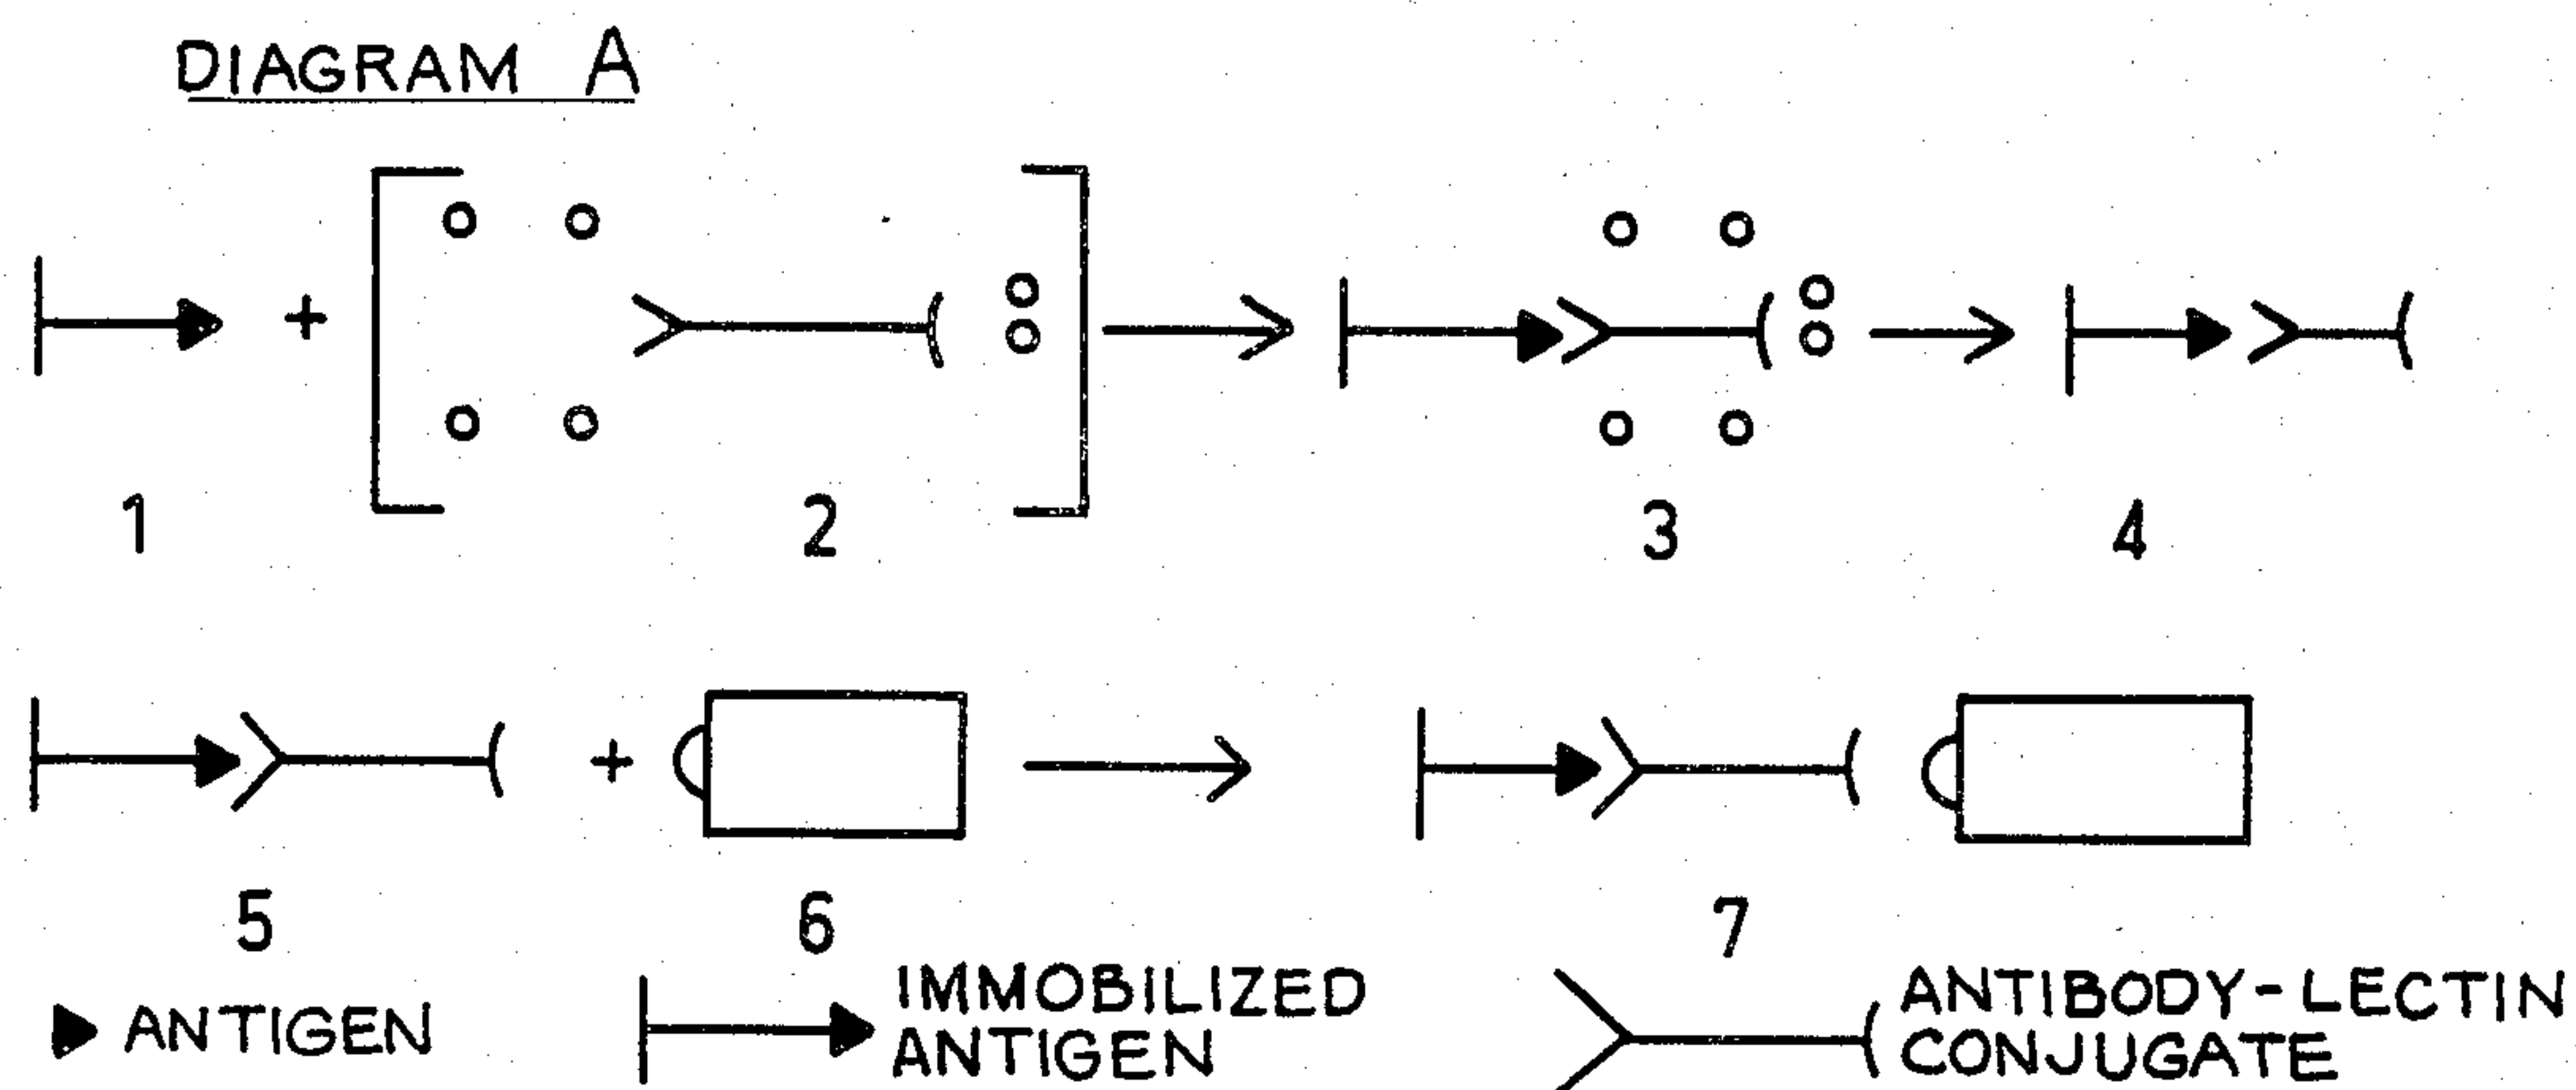 DIAGRAM A
+
1 2 3 4
+
5 6 7
ANTIGEN
IMMOBILIZED
ANTIGEN
ANTIBODY-LECTIN
CONJUGATE